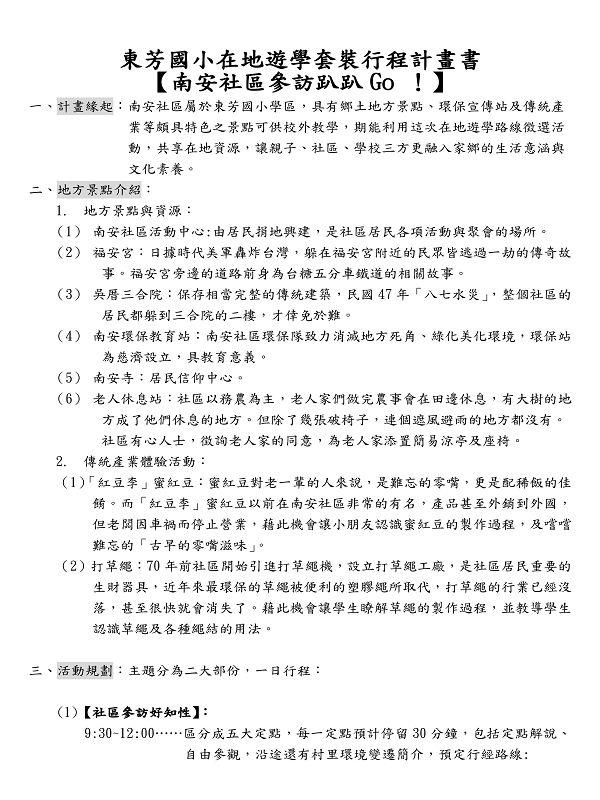 東芳國小在地遊學套裝行程計畫書
【南安社區參訪趴趴 Go !】
一、計畫緣起：南安社區屬於東芳國小學區，具有鄉土地方景點、環保宣傳站及傳統產
業等頗具特色之景點可供校外教學，期能利用這次在地遊學路線徵選活
動，共享在地資源，讓親子、社區、學校三方更融入家鄉的生活意涵與
文化素養。
二、地方景點介紹：
1. 地方景點與資源：
(1) 南安社區活動中心:由居民捐地興建，是社區居民各項活動與聚會的場所。
(2) 福安宮：日據時代美軍轟炸台灣，躲在福安宮附近的民眾皆逃過一劫的傳奇故
事。福安宮旁邊的道路前身為台糖五分車鐵道的相關故事。
(3) 吳厝三合院：保存相當完整的傳統建築，民國 47 年「八七水災」，整個社區的
居民都躲到三合院的二樓，才倖免於難。
(4) 南安環保教育站：南安社區環保隊致力消滅地方死角、綠化美化環境，環保站
為慈濟設立，具教育意義。
(5) 南安寺：居民信仰中心。
(6) 老人休息站：社區以務農為主，老人家們做完農事會在田邊休息，有大樹的地
方成了他們休息的地方。但除了幾張破椅子，連個遮風避雨的地方都沒有。
社區有心人士，徵詢老人家的同意，為老人家添置簡易涼亭及座椅。
2. 傳統產業體驗活動：
(1)「紅豆李」蜜紅豆：蜜紅豆對老一輩的人來說，是難忘的零嘴，更是配稀飯的佳
餚。而「紅豆李」蜜紅豆以前在南安社區非常的有名，產品甚至外銷到外國，
但老闆因車禍而停止營業，藉此機會讓小朋友認識蜜紅豆的製作過程，及嚐嚐
難忘的「古早的零嘴滋味」。
(2)打草繩：70 年前社區開始引進打草繩機，設立打草繩工廠，是社區居民重要的
生財器具，近年來最環保的草繩被便利的塑膠繩所取代，打草繩的行業已經沒
落，甚至很快就會消失了。藉此機會讓學生瞭解草繩的製作過程，並教導學生
認識草繩及各種繩結的用法。
三、活動規劃：主題分為二大部份，一日行程：
(1)【社區參訪好知性】：
9:30~12:00……區分成五大定點，每一定點預計停留 30 分鐘，包括定點解說、
自由參觀，沿途還有村里環境變遷簡介，預定行經路線: